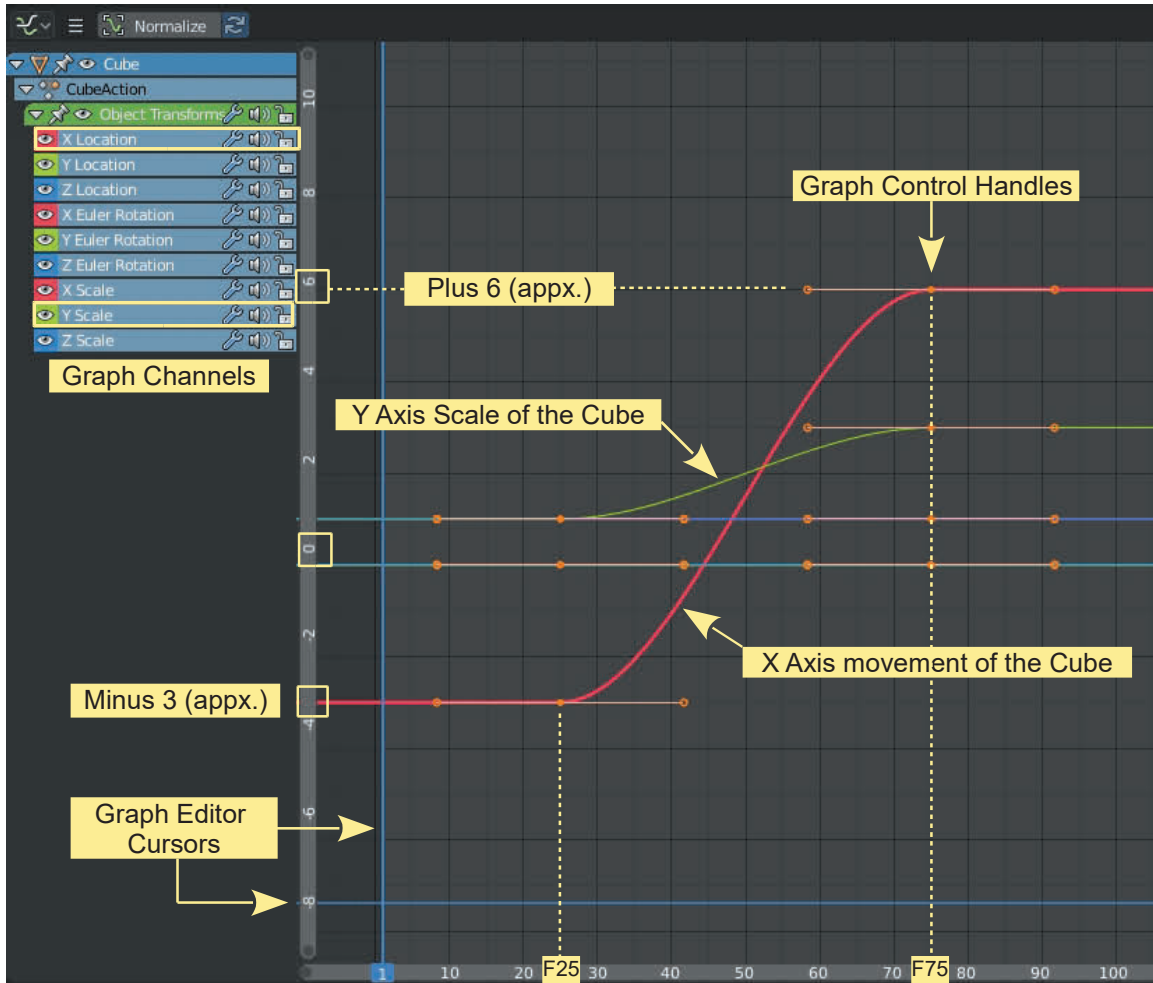 Normalize
Cube
CubeAction
Object Transforms
X Location
Y Location
Z Location
X Euler Rotation
Y Euler Rotation
Z Euler Rotation
X Scale
Y Scale
Z Scale
Graph Channels
10
8
6
4
2
0
-2
-4
-6
-8
Graph Control Handles
Plus 6 (appx.)
Y Axis Scale of the Cube
X Axis movement of the Cube
Minus 3 (appx.)
Graph Editor
Cursors
1 10 20 F25 30 40 50 60 70 F75 80 90 100